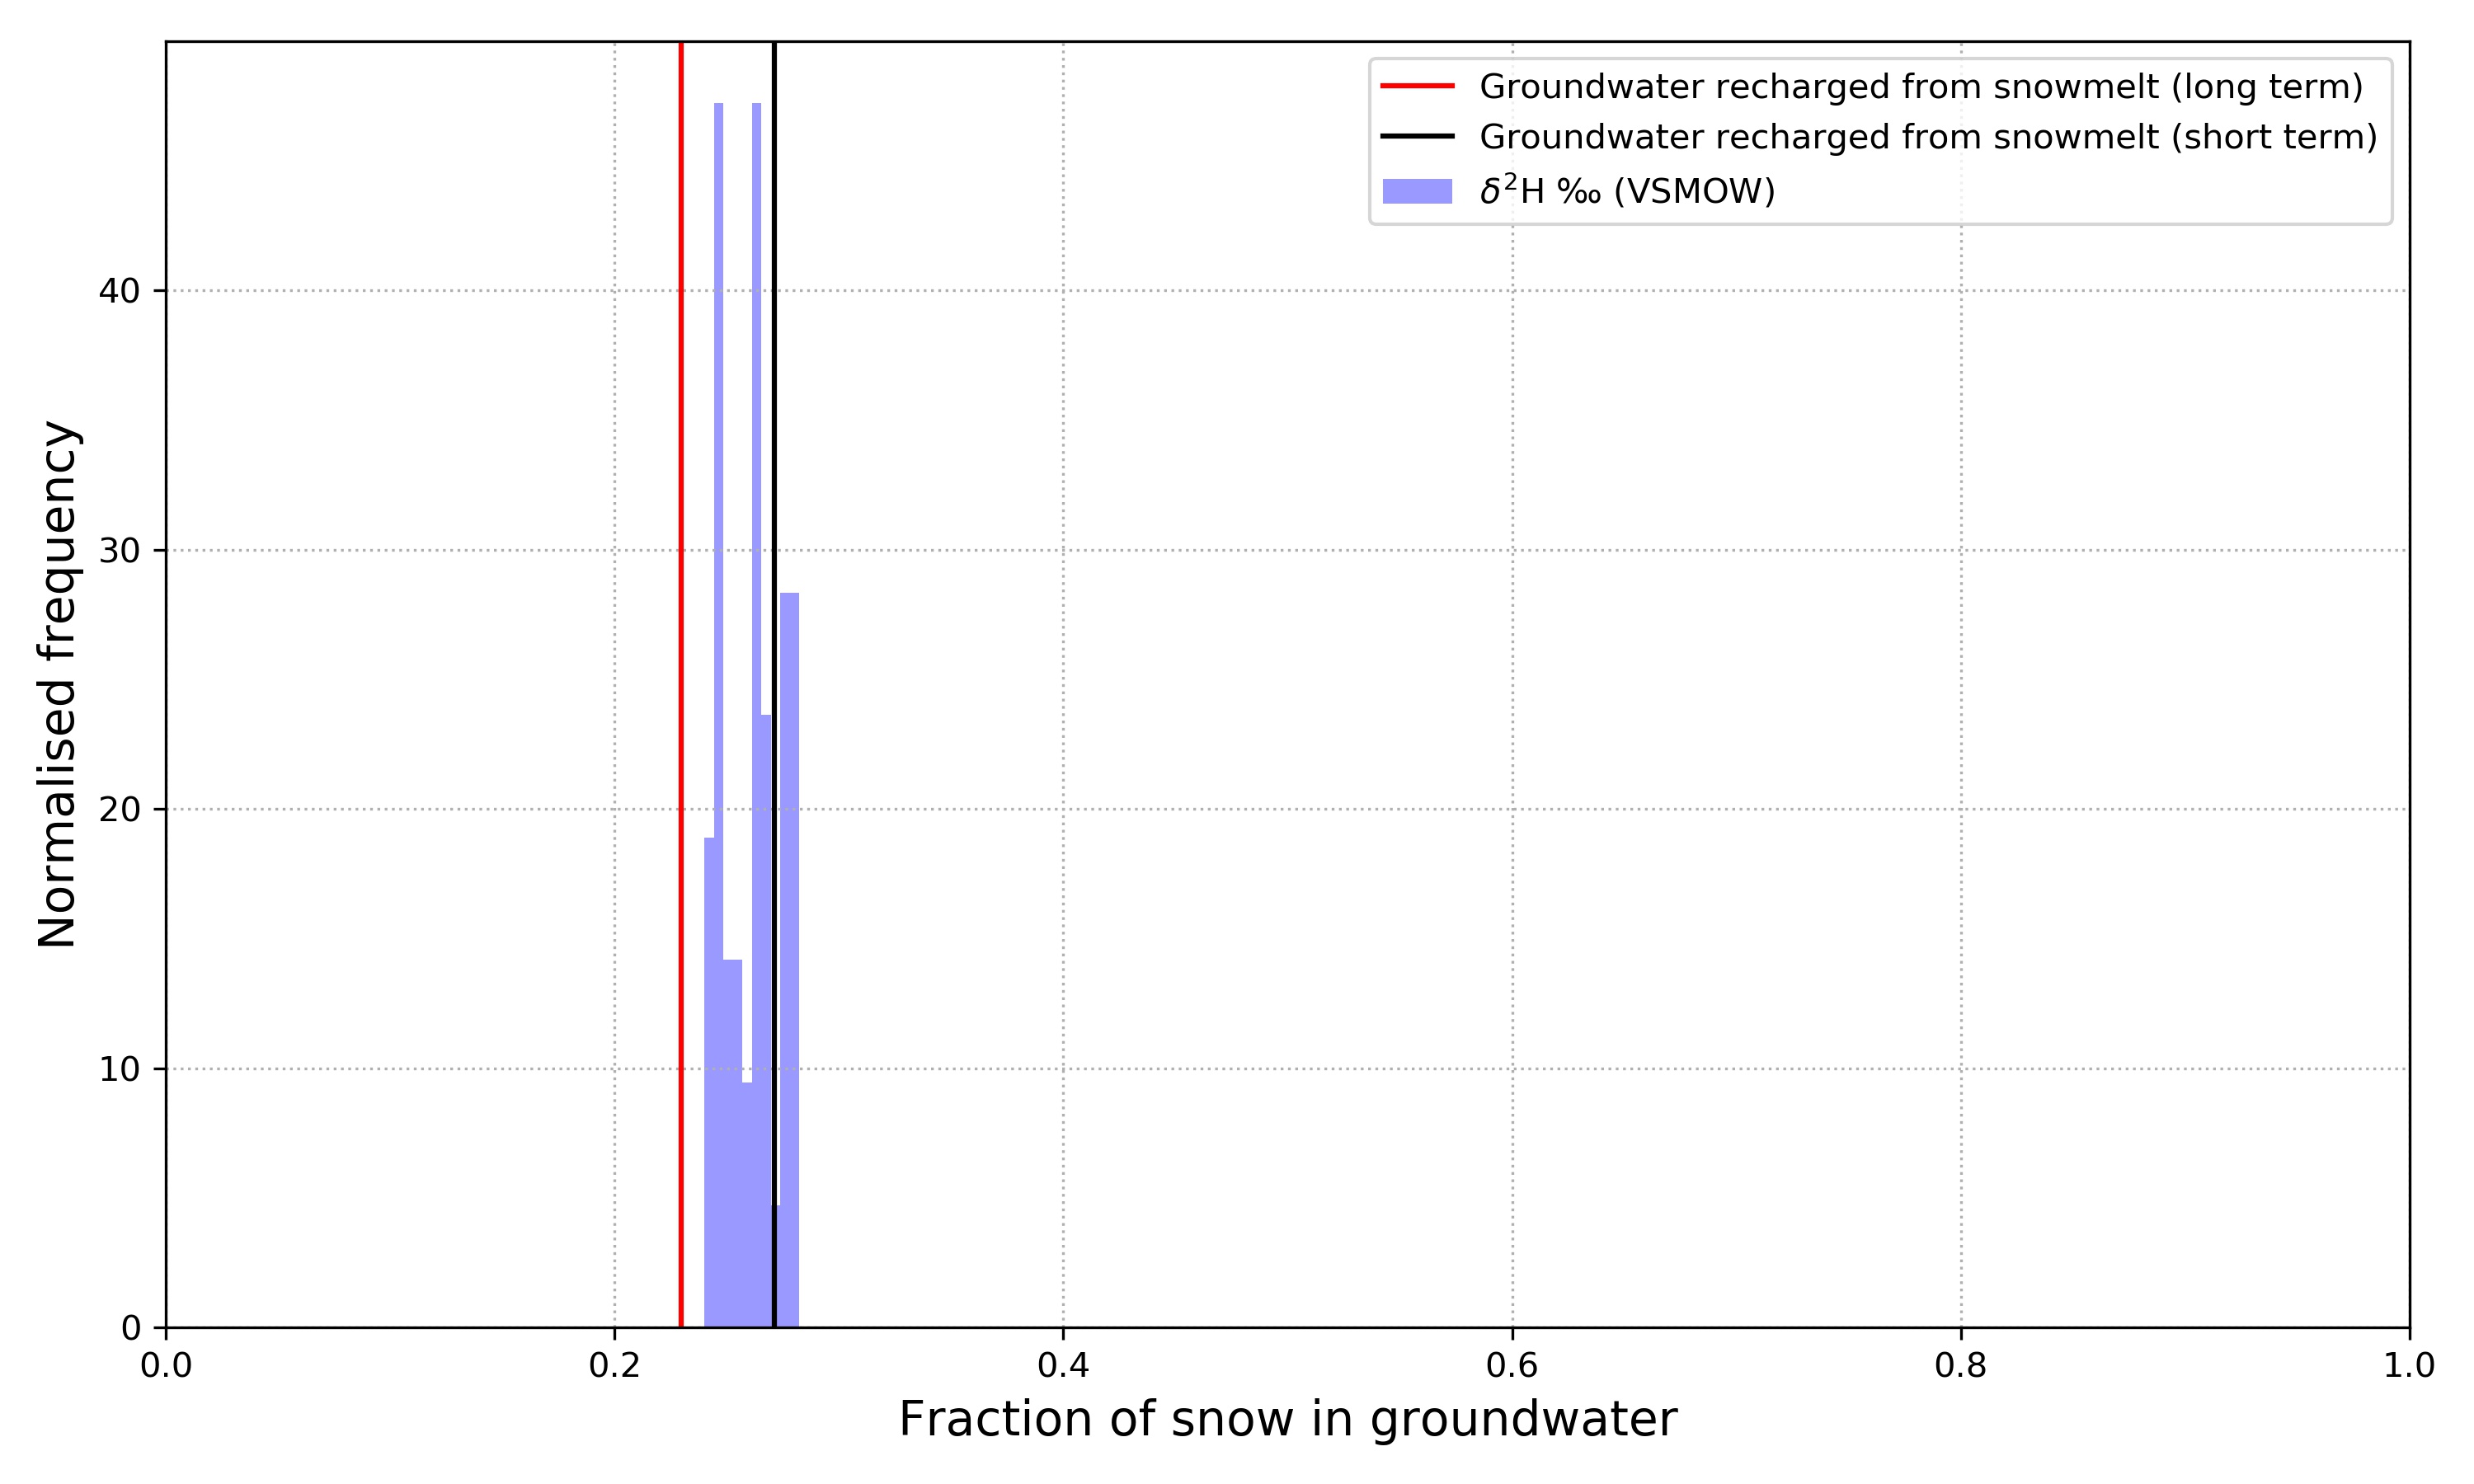 Groundwater recharged from snowmelt (long term)
Groundwater recharged from snowmelt (short term)
δ²H ‰ (VSMOW)
Normalised frequency
40
30
20
10
0
0.0 0.2 0.4 0.6 0.8 1.0
Fraction of snow in groundwater